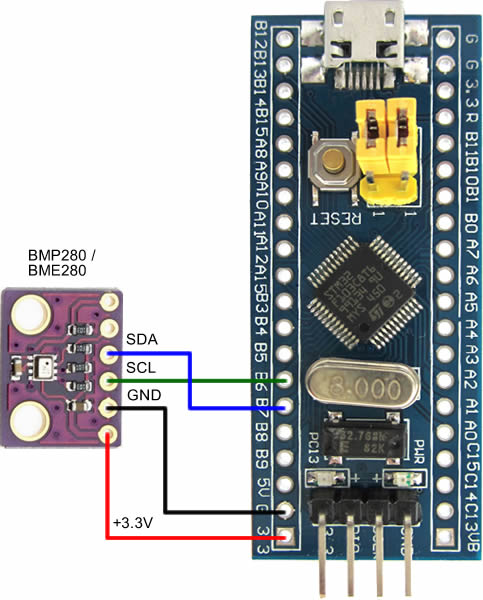 BMP280 /
BME280
SDA
SCL
GND
+3.3V
B12
B13
B14
B15
A8
A9
A10
A11
A12
A15
B3
B4
B5
B6
B7
B8
B9
5V
G
3.3
G
G
3.3
R
B11
B10
B1
B0
A7
A6
A5
A4
A3
A2
A1
A0
C15
C14
C13
VB
RESET
1
1
STM32
8.000
PC13
PWR